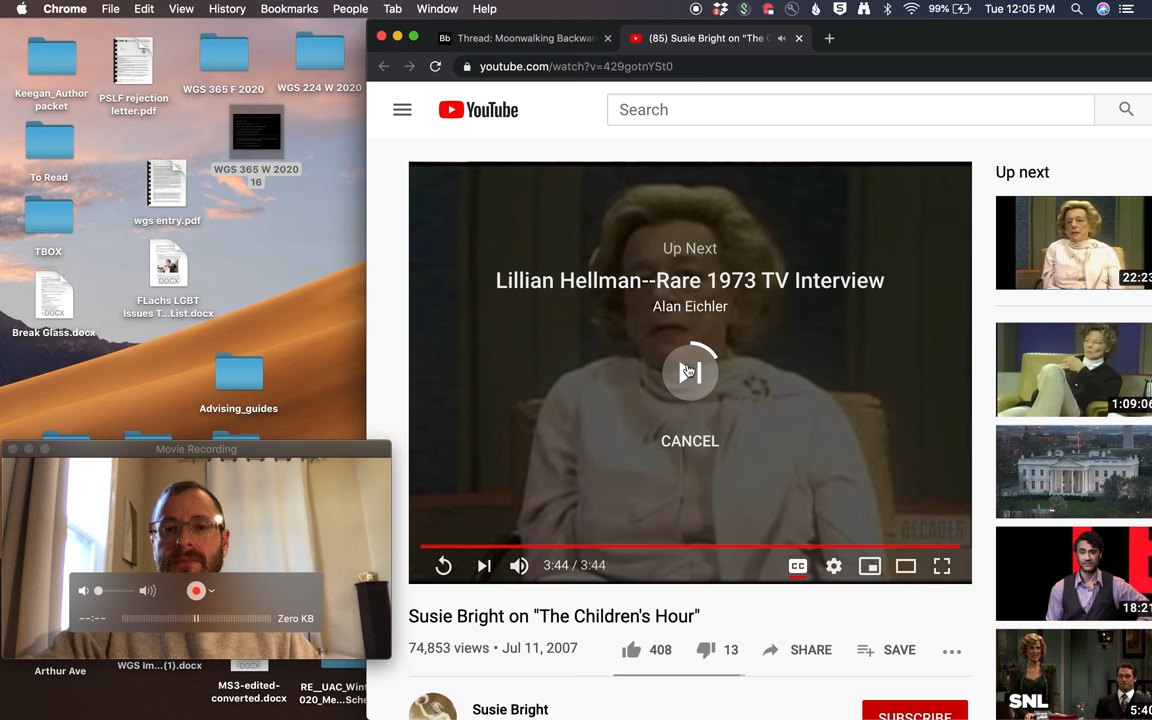 Chrome File Edit View History Bookmarks People Tab Window Help
99% Tue 12:05 PM
Keegan_Author
packet
PSLF rejection
letter.pdf
WGS 365 F 2020
WGS 224 W 2020
To Read
WGS 365 W 2020
16
wgs entry.pdf
TBOX
DOCX
FLachs LGBT
Issues T...List.docx
DOCX
Break Glass.docx
Advising_guides
Movie Recording
--:--
Zero KB
Arthur Ave
WGS Im...(1).docx
DOCX
MS3-edited-
converted.docx
RE__UAC_Win
020_Me...Sche
Bb Thread: Moonwalking Backwar
(85) Susie Bright on "The C
youtube.com/watch?v=429gotnYSt0
YouTube
Search
Up Next
Lillian Hellman--Rare 1973 TV Interview
Alan Eichler
CANCEL
DECADES
3:44 / 3:44
CC
Susie Bright on "The Children's Hour"
74,853 views • Jul 11, 2007
408
13
SHARE
SAVE
Susie Bright
SUBSCRIBE
Up next
22:23
1:09:06
18:21
SNL
5:40